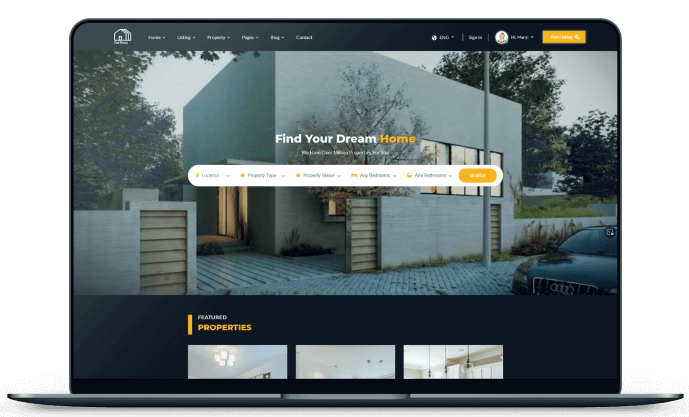 Home Listing Property Pages Blog Contact ENG Sign In Hi, Mary! Add Listing
Find Your Dream Home
We Have Over Million Properties For You.
Location Property Type Property Status Any Bedrooms Any Bathrooms SEARCH
FEATURED
PROPERTIES